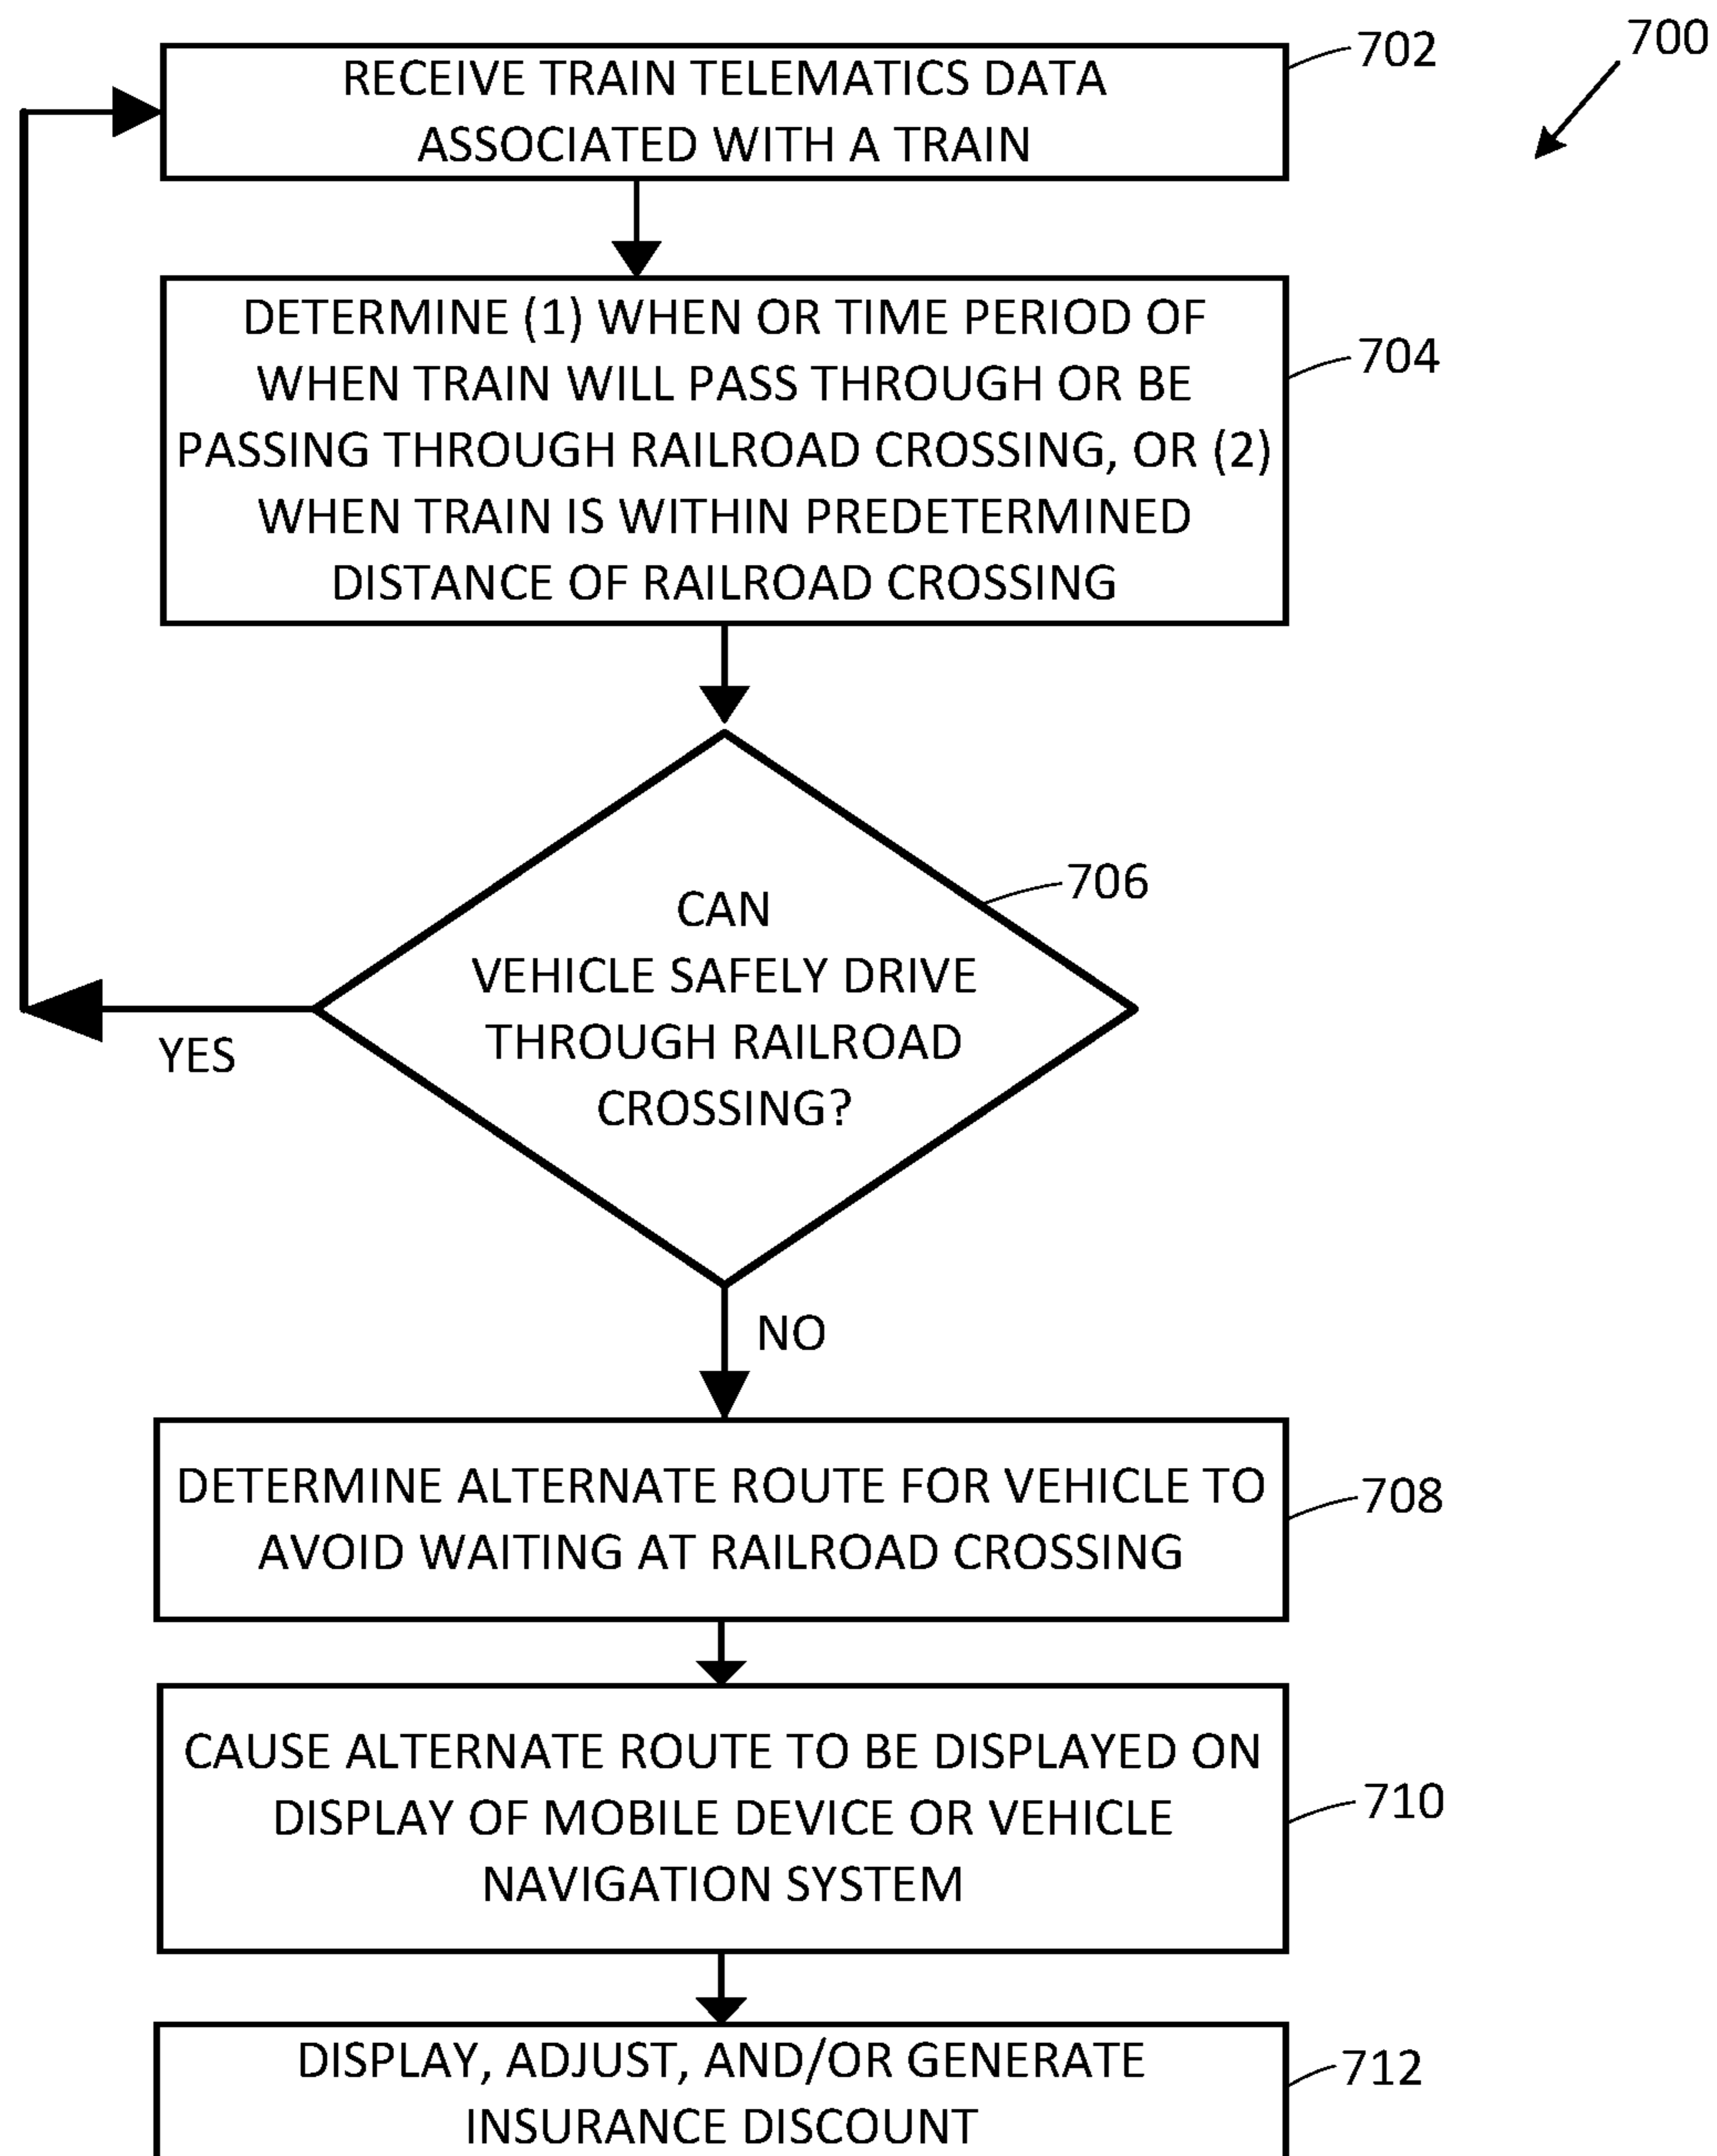 700
702
RECEIVE TRAIN TELEMATICS DATA
ASSOCIATED WITH A TRAIN
704
DETERMINE (1) WHEN OR TIME PERIOD OF
WHEN TRAIN WILL PASS THROUGH OR BE
PASSING THROUGH RAILROAD CROSSING, OR (2)
WHEN TRAIN IS WITHIN PREDETERMINED
DISTANCE OF RAILROAD CROSSING
706
CAN
VEHICLE SAFELY DRIVE
THROUGH RAILROAD
CROSSING?
YES
NO
708
DETERMINE ALTERNATE ROUTE FOR VEHICLE TO
AVOID WAITING AT RAILROAD CROSSING
710
CAUSE ALTERNATE ROUTE TO BE DISPLAYED ON
DISPLAY OF MOBILE DEVICE OR VEHICLE
NAVIGATION SYSTEM
712
DISPLAY, ADJUST, AND/OR GENERATE
INSURANCE DISCOUNT